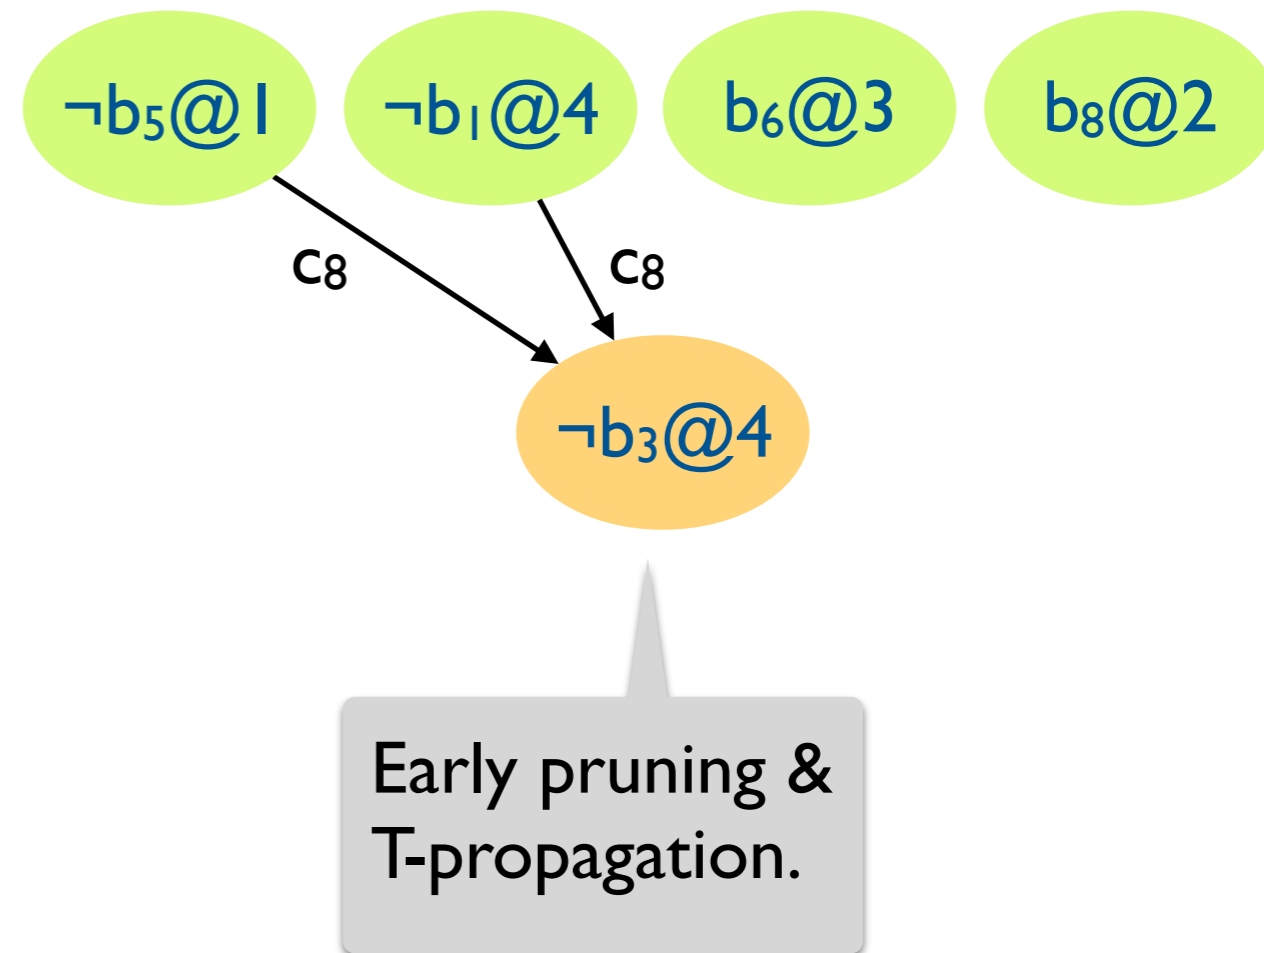 ¬b₅@1 ¬b₁@4 b₆@3 b₈@2
c₈ c₈
¬b₃@4
Early pruning &
T-propagation.